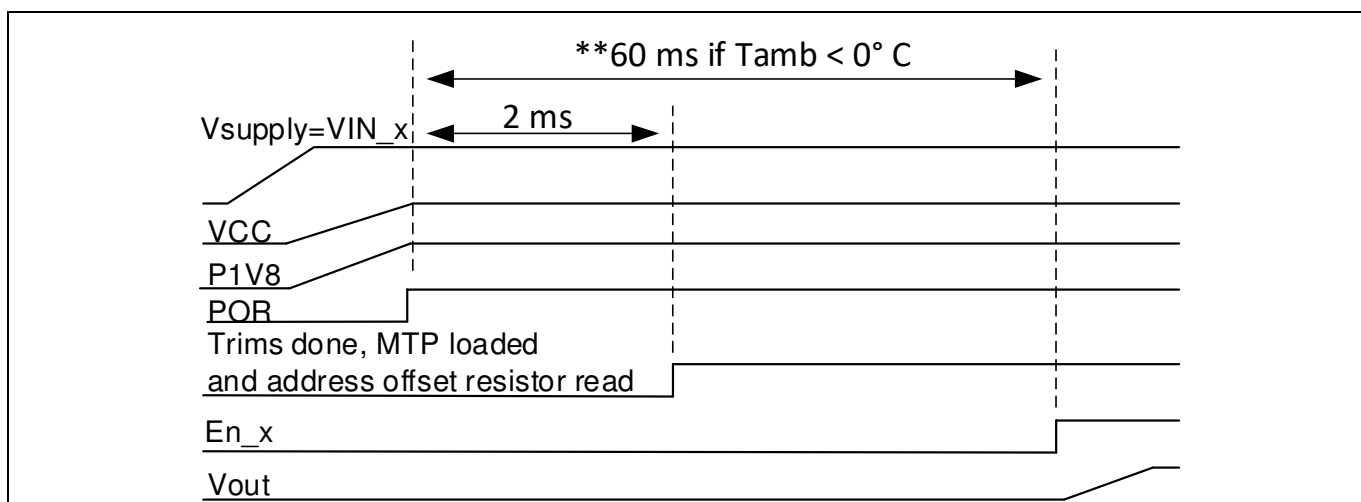 **60 ms if Tamb < 0° C
2 ms
Vsupply=VIN_x
VCC
P1V8
POR
Trims done, MTP loaded
and address offset resistor read
En_x
Vout